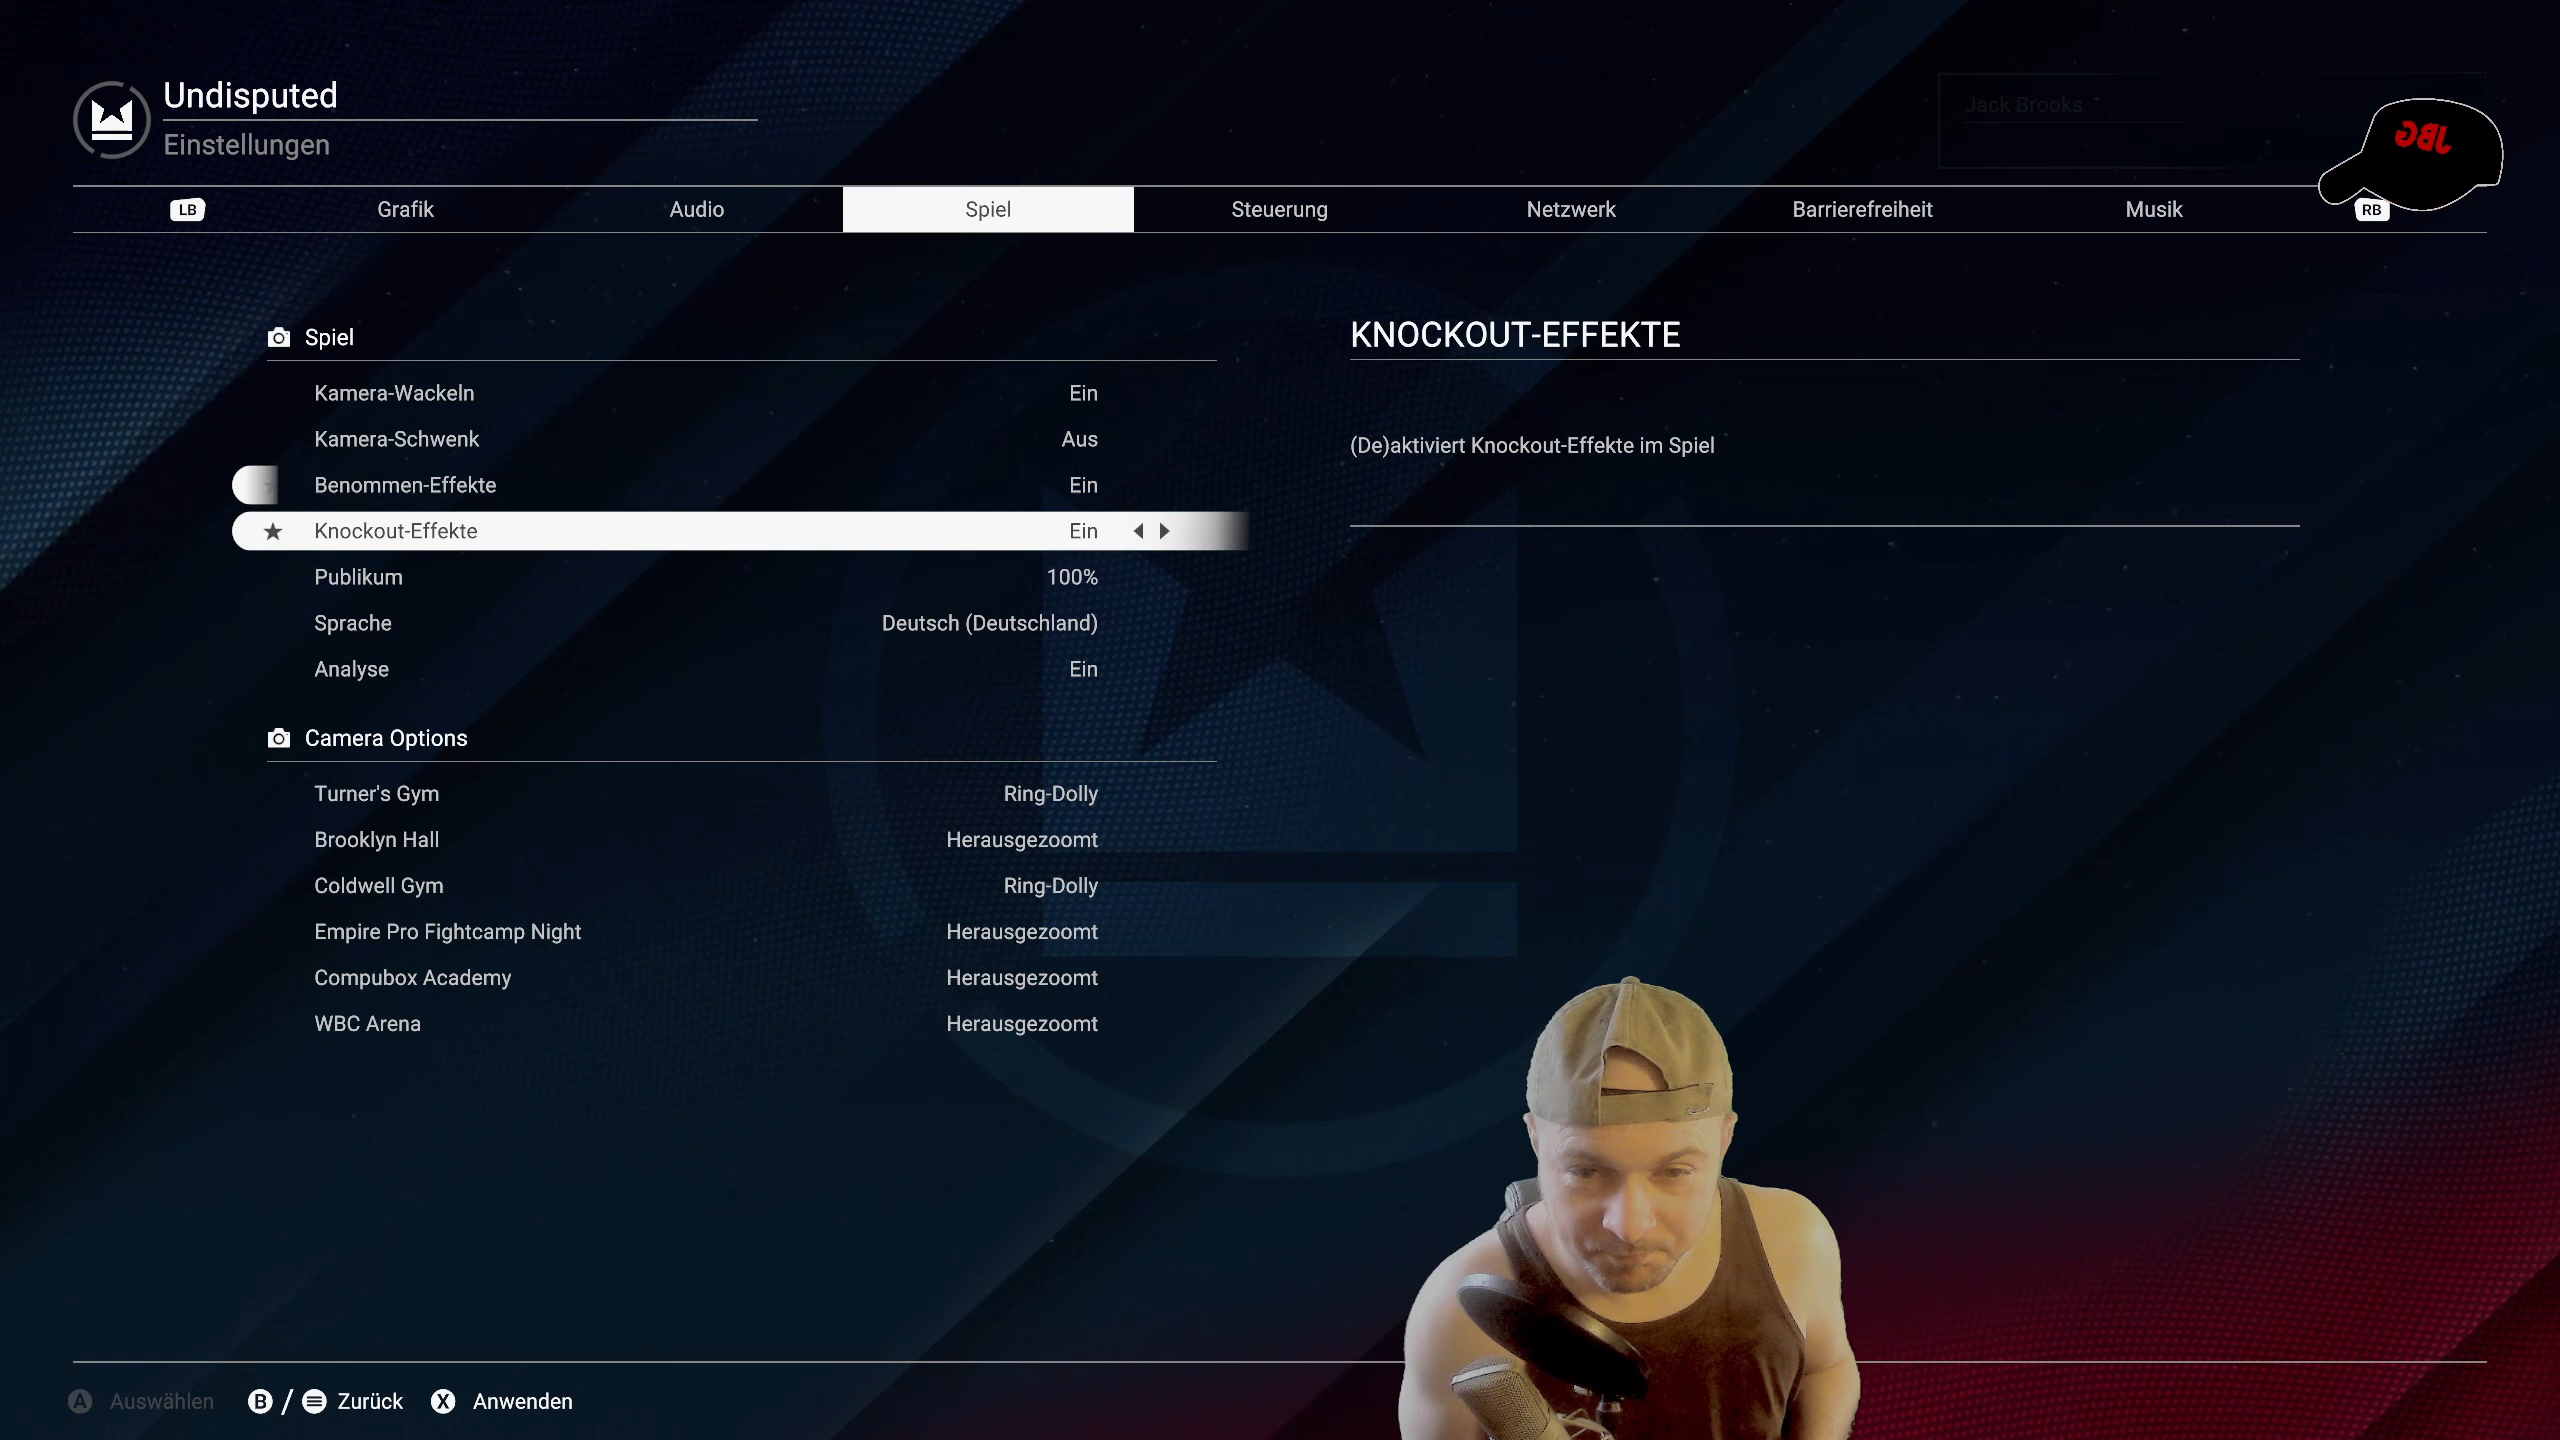 Undisputed
Einstellungen
Jack Brooks
JBG
LB Grafik Audio Spiel Steuerung Netzwerk Barrierefreiheit Musik RB
Spiel
Kamera-Wackeln Ein
Kamera-Schwenk Aus
Benommen-Effekte Ein
Knockout-Effekte Ein
Publikum 100%
Sprache Deutsch (Deutschland)
Analyse Ein
Camera Options
Turner's Gym Ring-Dolly
Brooklyn Hall Herausgezoomt
Coldwell Gym Ring-Dolly
Empire Pro Fightcamp Night Herausgezoomt
Compubox Academy Herausgezoomt
WBC Arena Herausgezoomt
KNOCKOUT-EFFEKTE
(De)aktiviert Knockout-Effekte im Spiel
A Auswählen B / Zurück X Anwenden